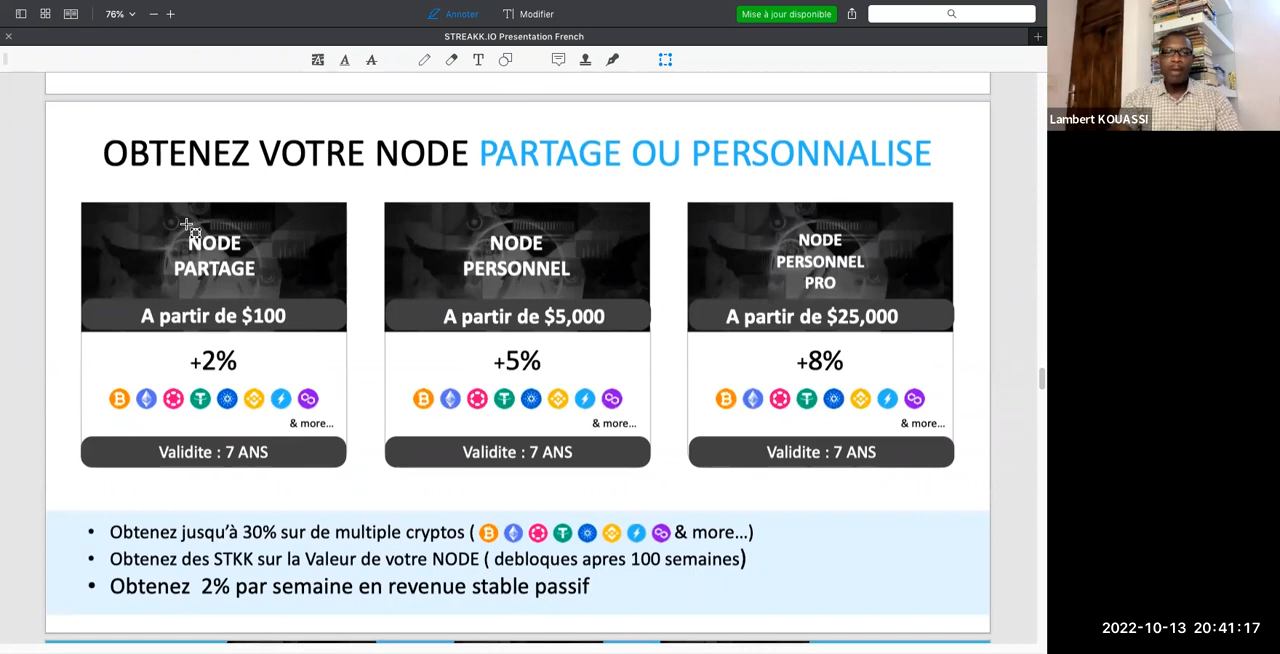 76%
Annoter
Modifier
Mise à jour disponible
STREAKK.IO Presentation French
Lambert KOUASSI
OBTENEZ VOTRE NODE PARTAGE OU PERSONNALISE
NODE
PARTAGE
A partir de $100
+2%
& more...
Validite : 7 ANS
NODE
PERSONNEL
A partir de $5,000
+5%
& more...
Validite : 7 ANS
NODE
PERSONNEL
PRO
A partir de $25,000
+8%
& more...
Validite : 7 ANS
• Obtenez jusqu'à 30% sur de multiple cryptos ( & more...)
• Obtenez des STKK sur la Valeur de votre NODE ( debloques apres 100 semaines)
• Obtenez 2% par semaine en revenue stable passif
2022-10-13 20:41:17